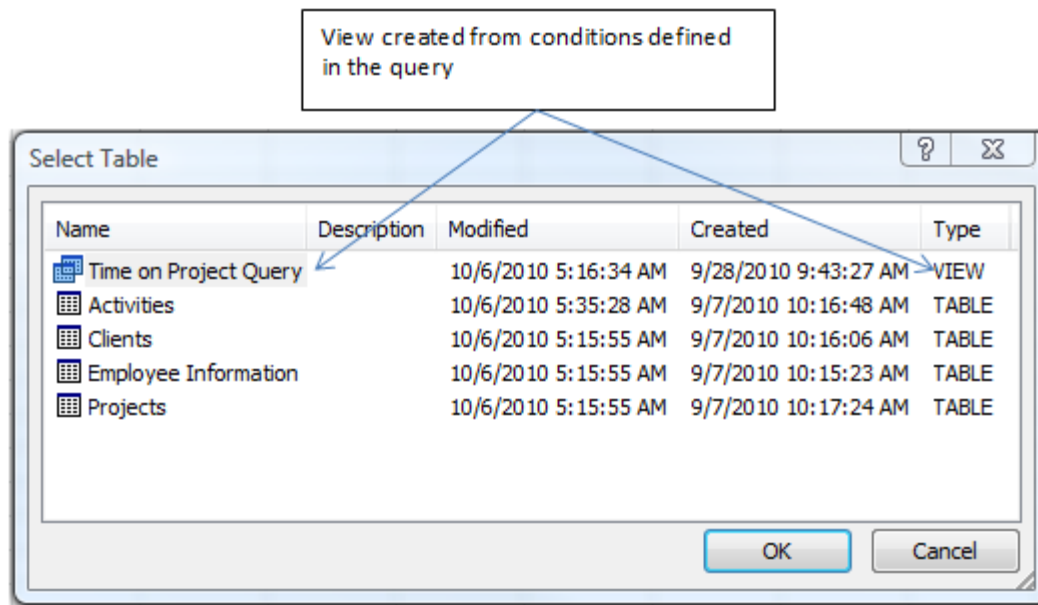 View created from conditions defined
in the query
Select Table
Name Description Modified Created Type
Time on Project Query 10/6/2010 5:16:34 AM 9/28/2010 9:43:27 AM VIEW
Activities 10/6/2010 5:35:28 AM 9/7/2010 10:16:48 AM TABLE
Clients 10/6/2010 5:15:55 AM 9/7/2010 10:16:06 AM TABLE
Employee Information 10/6/2010 5:15:55 AM 9/7/2010 10:15:23 AM TABLE
Projects 10/6/2010 5:15:55 AM 9/7/2010 10:17:24 AM TABLE
OK Cancel